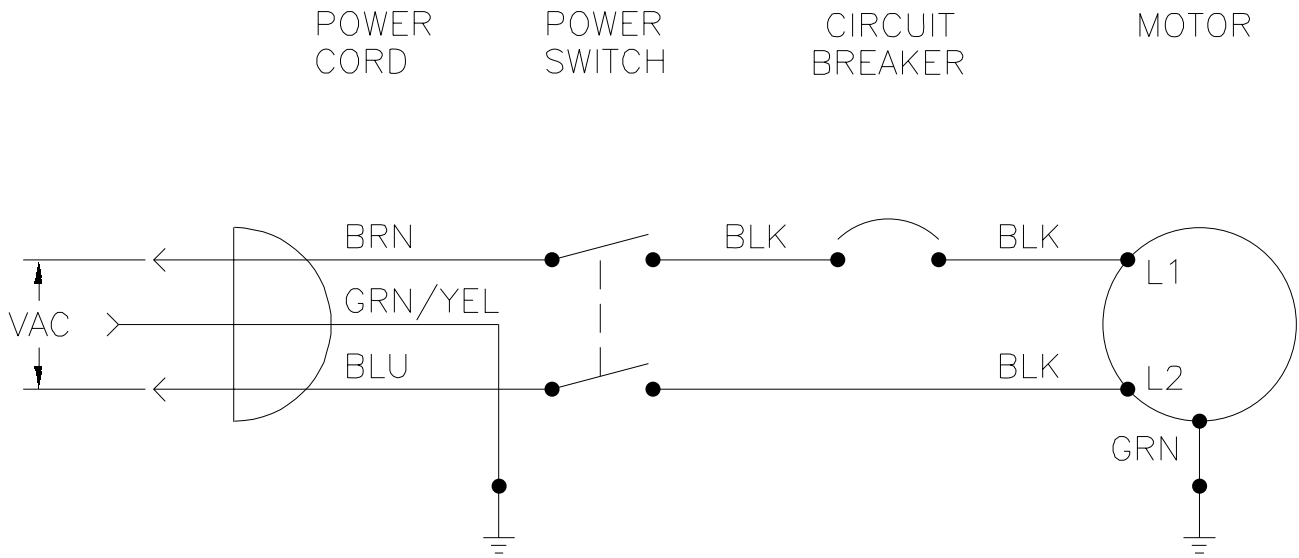 POWER
CORD
POWER
SWITCH
CIRCUIT
BREAKER
MOTOR
BRN
BLK
BLK
L1
GRN/YEL
VAC
BLU
BLK
L2
GRN